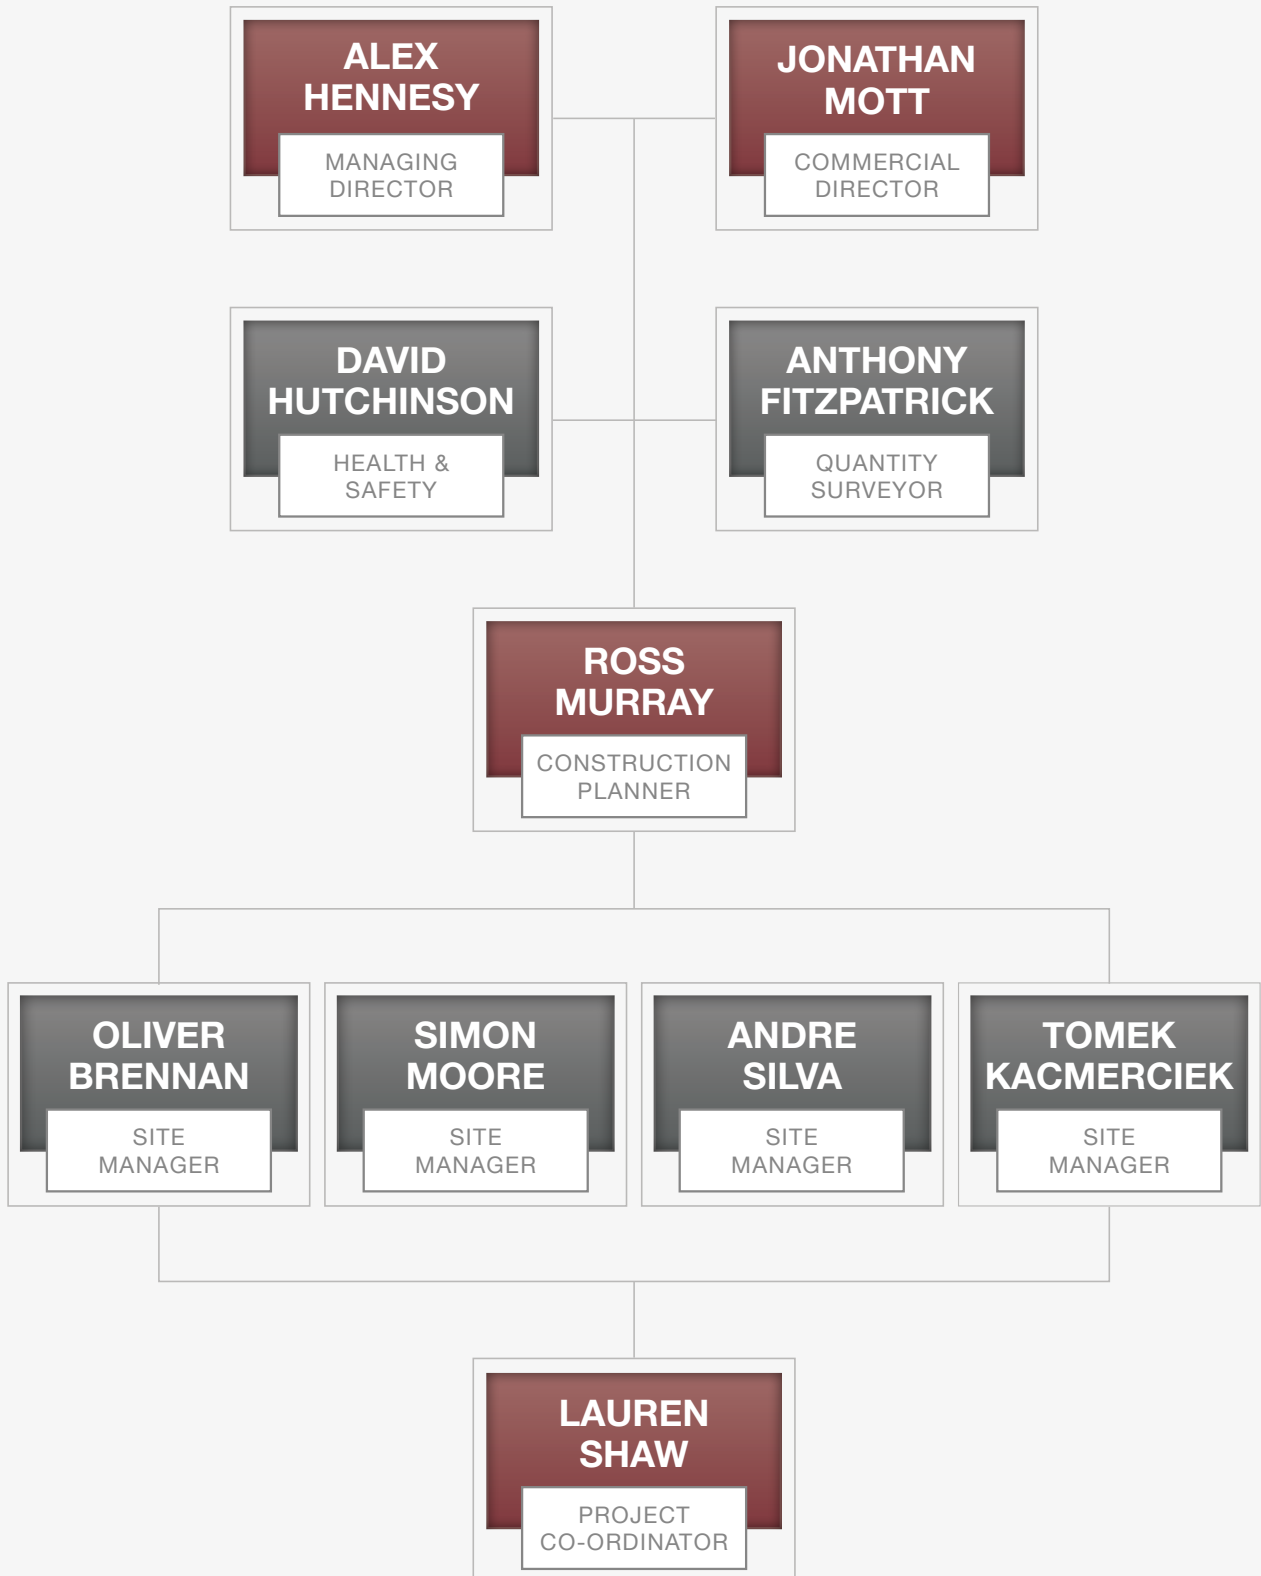 ALEX
HENNESY
MANAGING
DIRECTOR
JONATHAN
MOTT
COMMERCIAL
DIRECTOR
DAVID
HUTCHINSON
HEALTH &
SAFETY
ANTHONY
FITZPATRICK
QUANTITY
SURVEYOR
ROSS
MURRAY
CONSTRUCTION
PLANNER
OLIVER
BRENNAN
SITE
MANAGER
SIMON
MOORE
SITE
MANAGER
ANDRE
SILVA
SITE
MANAGER
TOMEK
KACMERCIEK
SITE
MANAGER
LAUREN
SHAW
PROJECT
CO-ORDINATOR